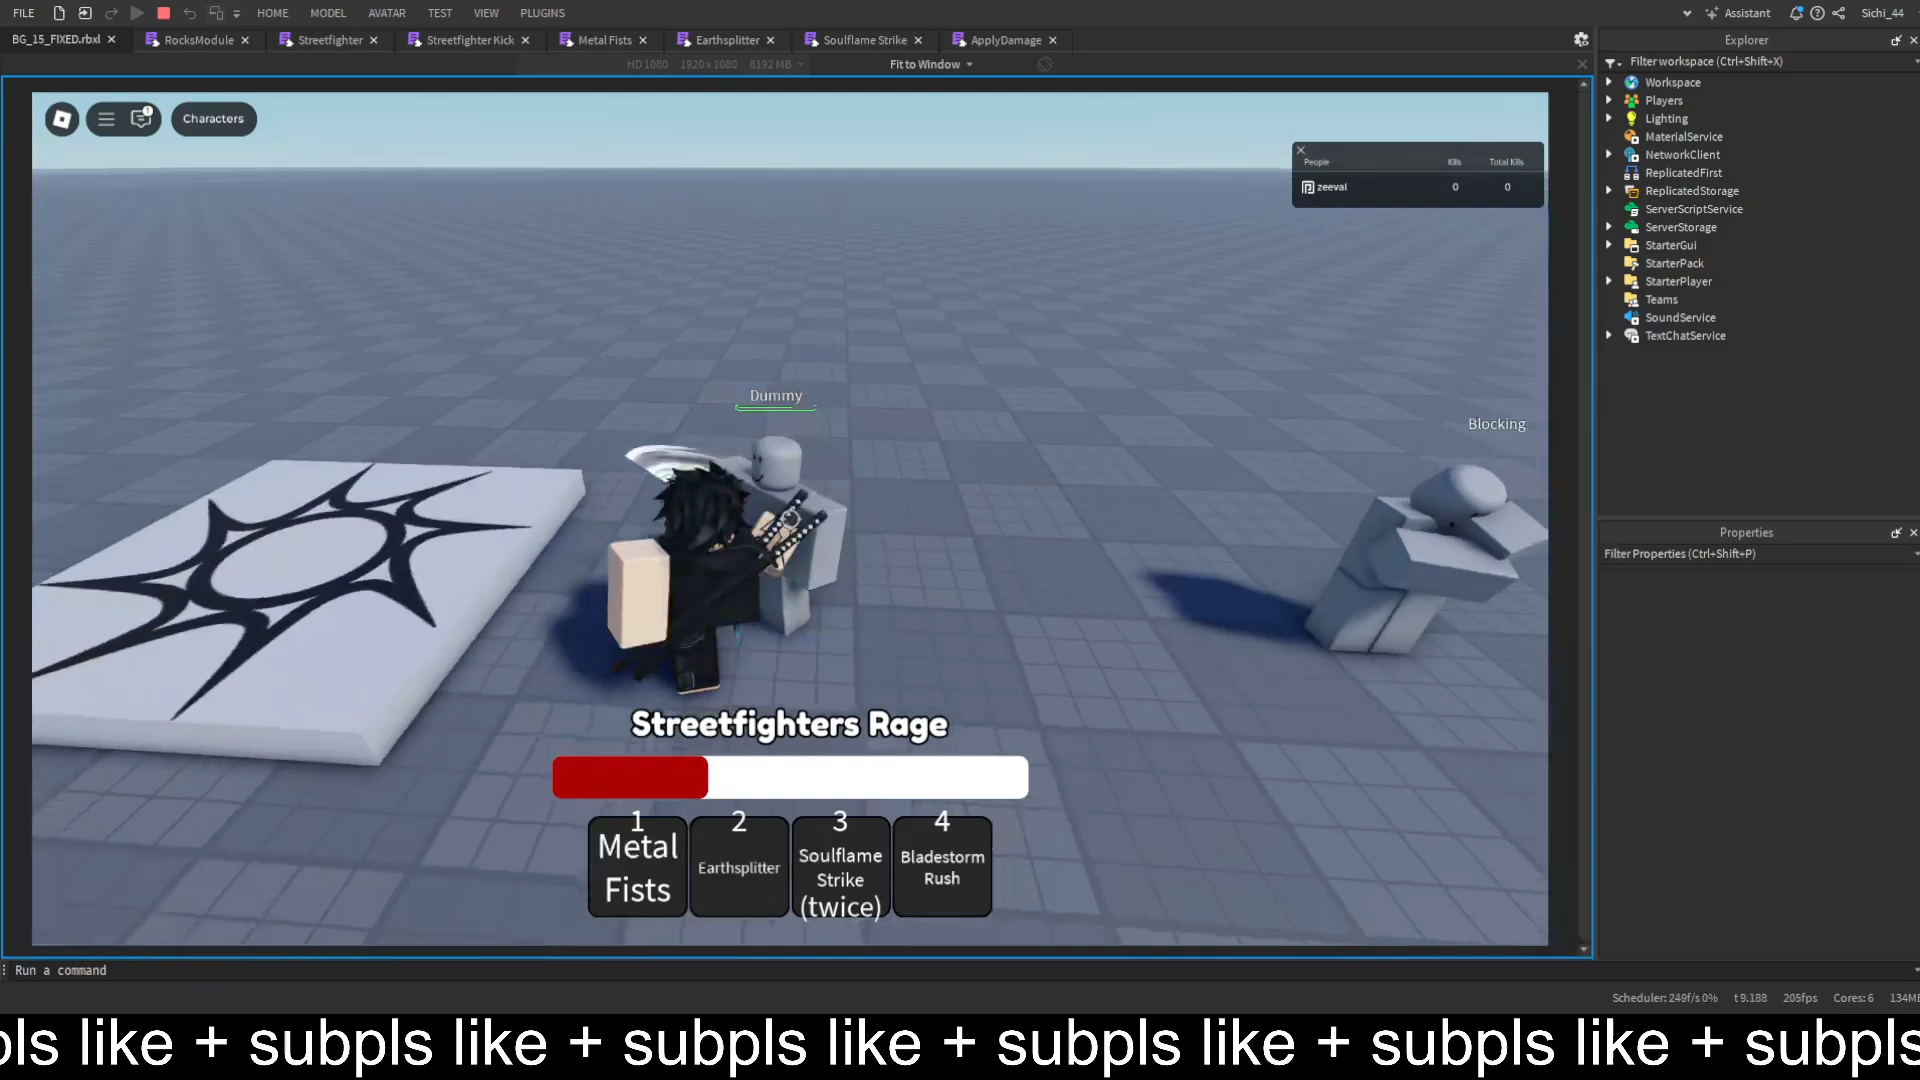 FILE HOME MODEL AVATAR TEST VIEW PLUGINS Assistant Sichi_44
BG_15_FIXED.rbxl RocksModule Streetfighter Streetfighter Kick Metal Fists Earthsplitter Soulflame Strike ApplyDamage
HD 1080 1920 x 1080 8192 MB Fit to Window
Explorer
Filter workspace (Ctrl+Shift+X)
Workspace
Players
Lighting
MaterialService
NetworkClient
ReplicatedFirst
ReplicatedStorage
ServerScriptService
ServerStorage
StarterGui
StarterPack
StarterPlayer
Teams
SoundService
TextChatService
Properties
Filter Properties (Ctrl+Shift+P)
1
Characters
People Kills Total Kills
zeeval 0 0
Dummy
Blocking
Streetfighters Rage
1 2 3 4
Metal
Fists
Earthsplitter
Soulflame
Strike
(twice)
Bladestorm
Rush
Run a command
Scheduler: 249f/s 0% t 9.188 205fps Cores: 6 134ME
pls like + subpls like + subpls like + subpls like + subpls like + subpls